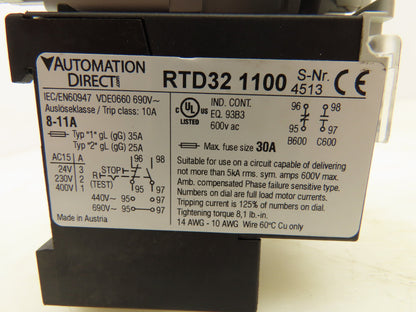 AUTOMATION DIRECT
RTD32 1100
S-Nr. 4513
CE
IEC/EN60947 VDE0660 690V~
Auslöseklasse / Trip class: 10A
8-11A
Typ "1" gL (gG) 35A
Typ "2" gL (gG) 25A
AC15 A
24V 3
230V 2
400V 1
STOP
R
(TEST)
96 98
95 97
440V~ 95 97
690V~ 95 97
Made in Austria
c UL US LISTED
IND. CONT.
EQ. 93B3
600v ac
96 98
95 97
B600 C600
Max. fuse size 30A
Suitable for use on a circuit capable of delivering
not more than 5kA rms. sym. amps 600V max.
Amb. compensated Phase failure sensitive type.
Numbers on dial are full load motor currents.
Tripping current is 125% of numbers on dial.
Tightening torque 8,1 lb.-in.
14 AWG - 10 AWG Wire 60°C Cu only